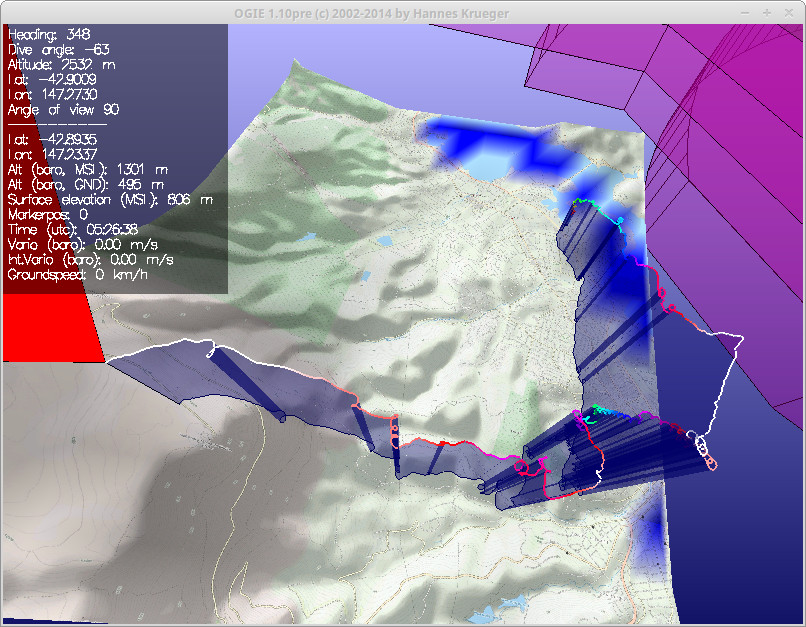 OGIE 1.10pre (c) 2002-2014 by Hannes Krueger
Heading: 348
Dive angle: -63
Altitude: 2532 m
Lat: -42.9009
Lon: 147.2730
Angle of view 90
--------------
Lat: -42.8935
Lon: 147.2337
Alt (baro, MSl): 1301 m
Alt (baro, GND): 495 m
Surface elevation (MSl): 806 m
Markerpos: 0
Time (utc): 05:26:38
Vario (baro): 0.00 m/s
Int.Vario (baro): 0.00 m/s
Groundspeed: 0 km/h